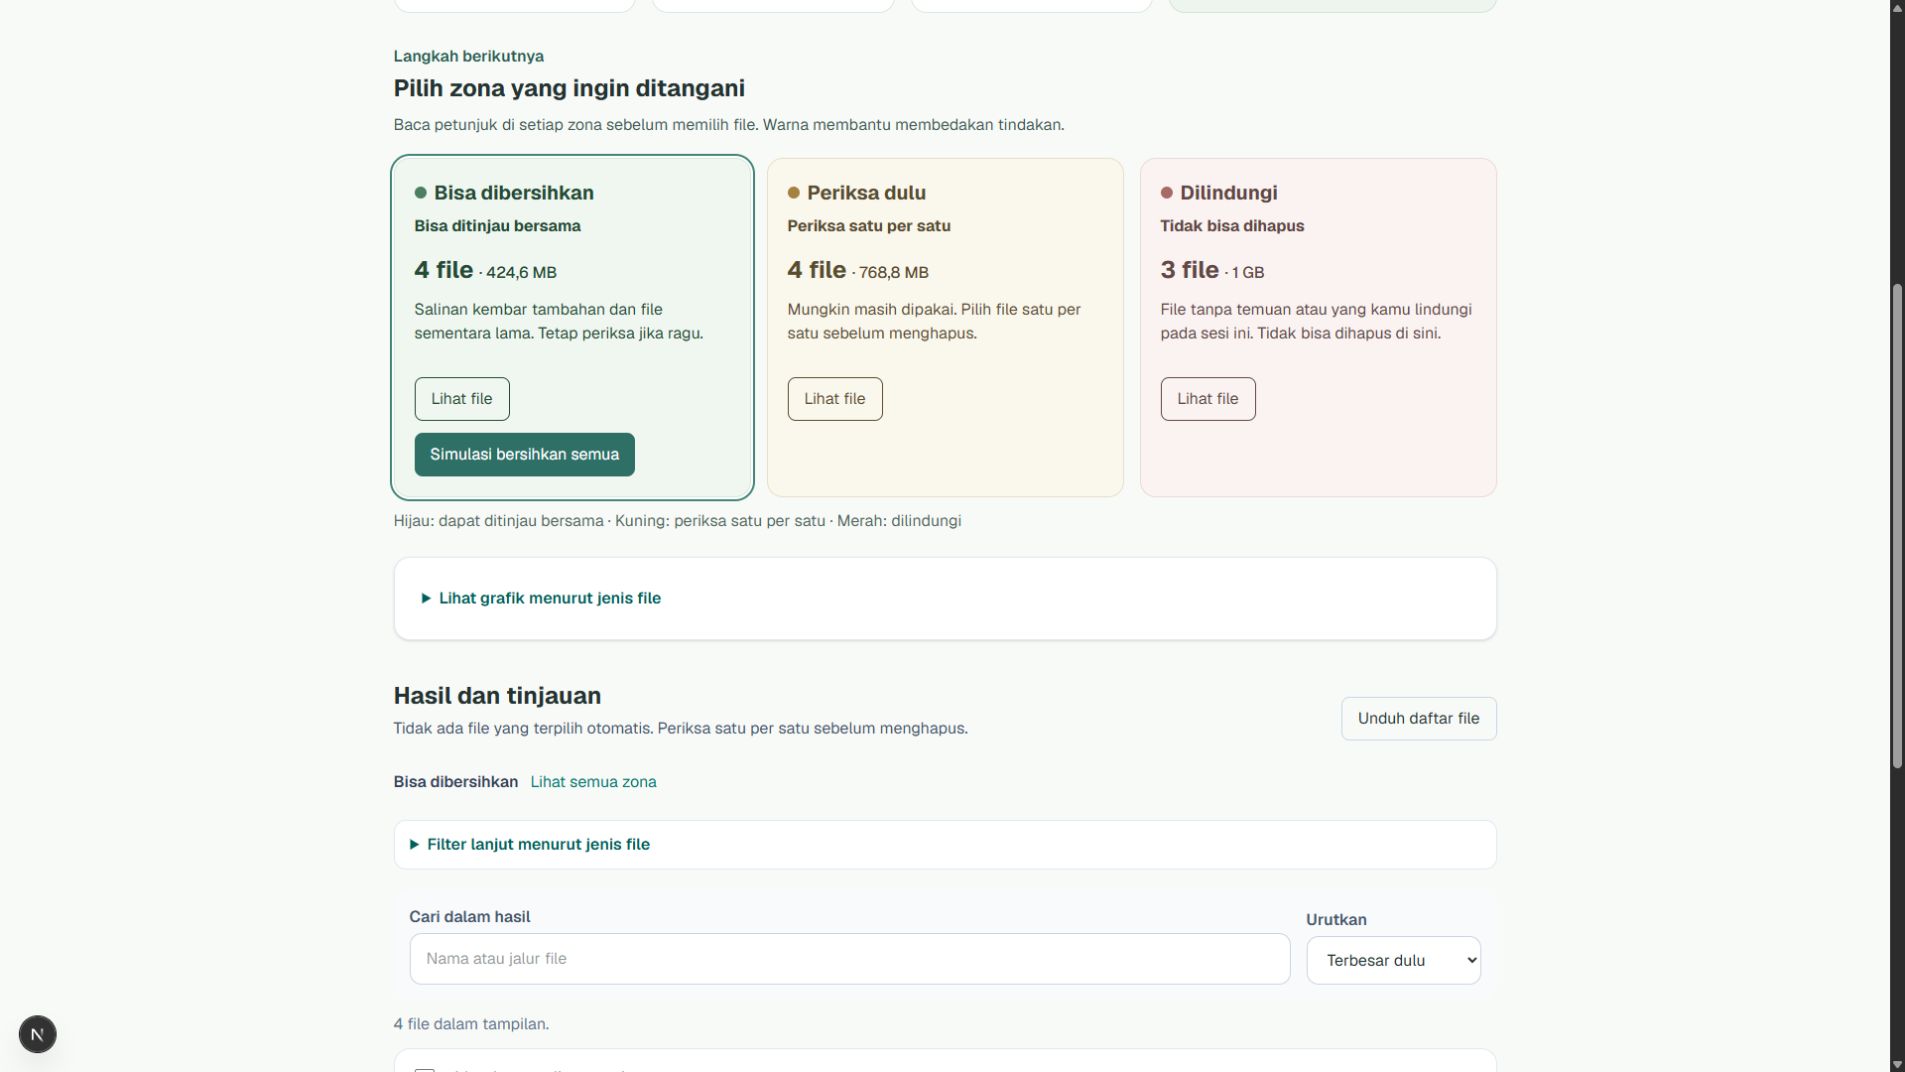 Langkah berikutnya
Pilih zona yang ingin ditangani
Baca petunjuk di setiap zona sebelum memilih file. Warna membantu membedakan tindakan.
Bisa dibersihkan
Bisa ditinjau bersama
4 file · 424,6 MB
Salinan kembar tambahan dan file
sementara lama. Tetap periksa jika ragu.
Lihat file
Simulasi bersihkan semua
Periksa dulu
Periksa satu per satu
4 file · 768,8 MB
Mungkin masih dipakai. Pilih file satu per
satu sebelum menghapus.
Lihat file
Dilindungi
Tidak bisa dihapus
3 file · 1 GB
File tanpa temuan atau yang kamu lindungi
pada sesi ini. Tidak bisa dihapus di sini.
Lihat file
Hijau: dapat ditinjau bersama · Kuning: periksa satu per satu · Merah: dilindungi
Lihat grafik menurut jenis file
Hasil dan tinjauan
Tidak ada file yang terpilih otomatis. Periksa satu per satu sebelum menghapus.
Unduh daftar file
Bisa dibersihkan Lihat semua zona
Filter lanjut menurut jenis file
Cari dalam hasil
Nama atau jalur file
Urutkan
Terbesar dulu
4 file dalam tampilan.
N